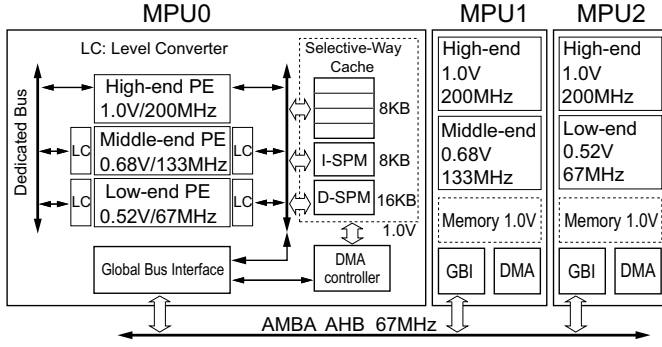 MPU0
MPU1
MPU2
LC: Level Converter
Selective-Way
Cache
Dedicated Bus
High-end PE
1.0V/200MHz
8KB
LC
Middle-end PE
0.68V/133MHz
LC
I-SPM
8KB
LC
Low-end PE
0.52V/67MHz
LC
D-SPM
16KB
1.0V
Global Bus Interface
DMA
controller
High-end
1.0V
200MHz
Middle-end
0.68V
133MHz
Memory 1.0V
GBI
DMA
High-end
1.0V
200MHz
Low-end
0.52V
67MHz
Memory 1.0V
GBI
DMA
AMBA AHB 67MHz